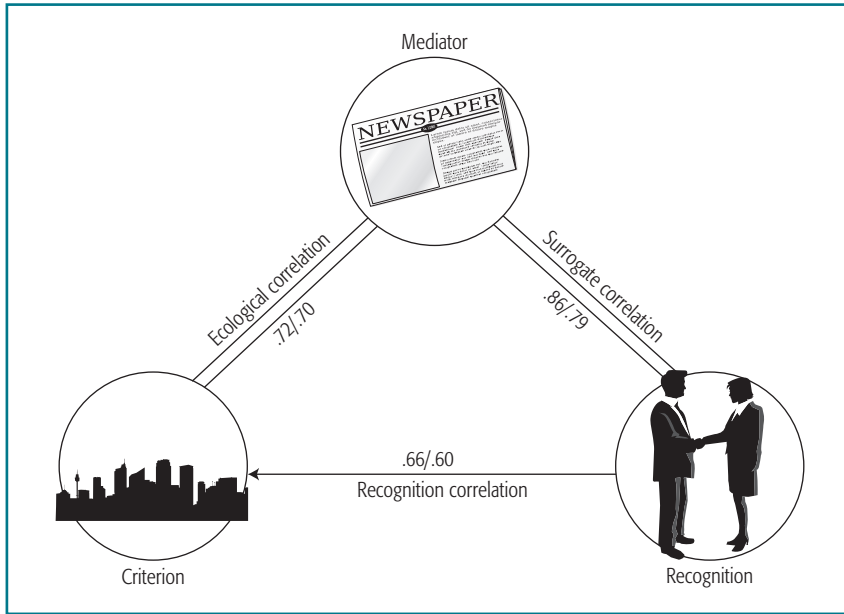 Mediator
NEWSPAPER
Ecological correlation
.72/.70
Surrogate correlation
.86/.79
.66/.60
Recognition correlation
Criterion
Recognition